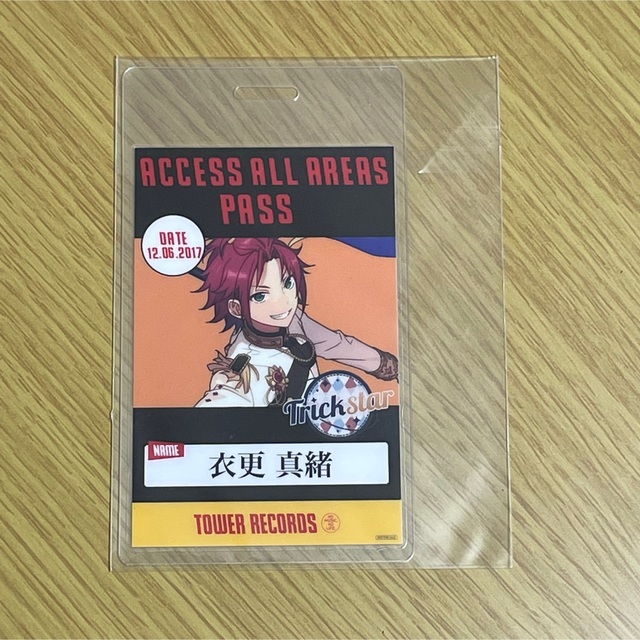 ACCESS ALL AREAS
PASS
DATE
12.06.2017
Trickstar
NAME
衣更 真緒
TOWER RECORDS